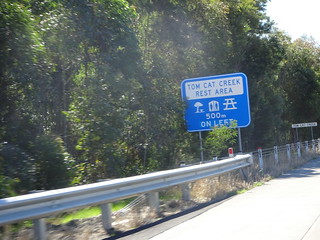 TOM CAT CREEK
REST AREA
500m
ON LEFT